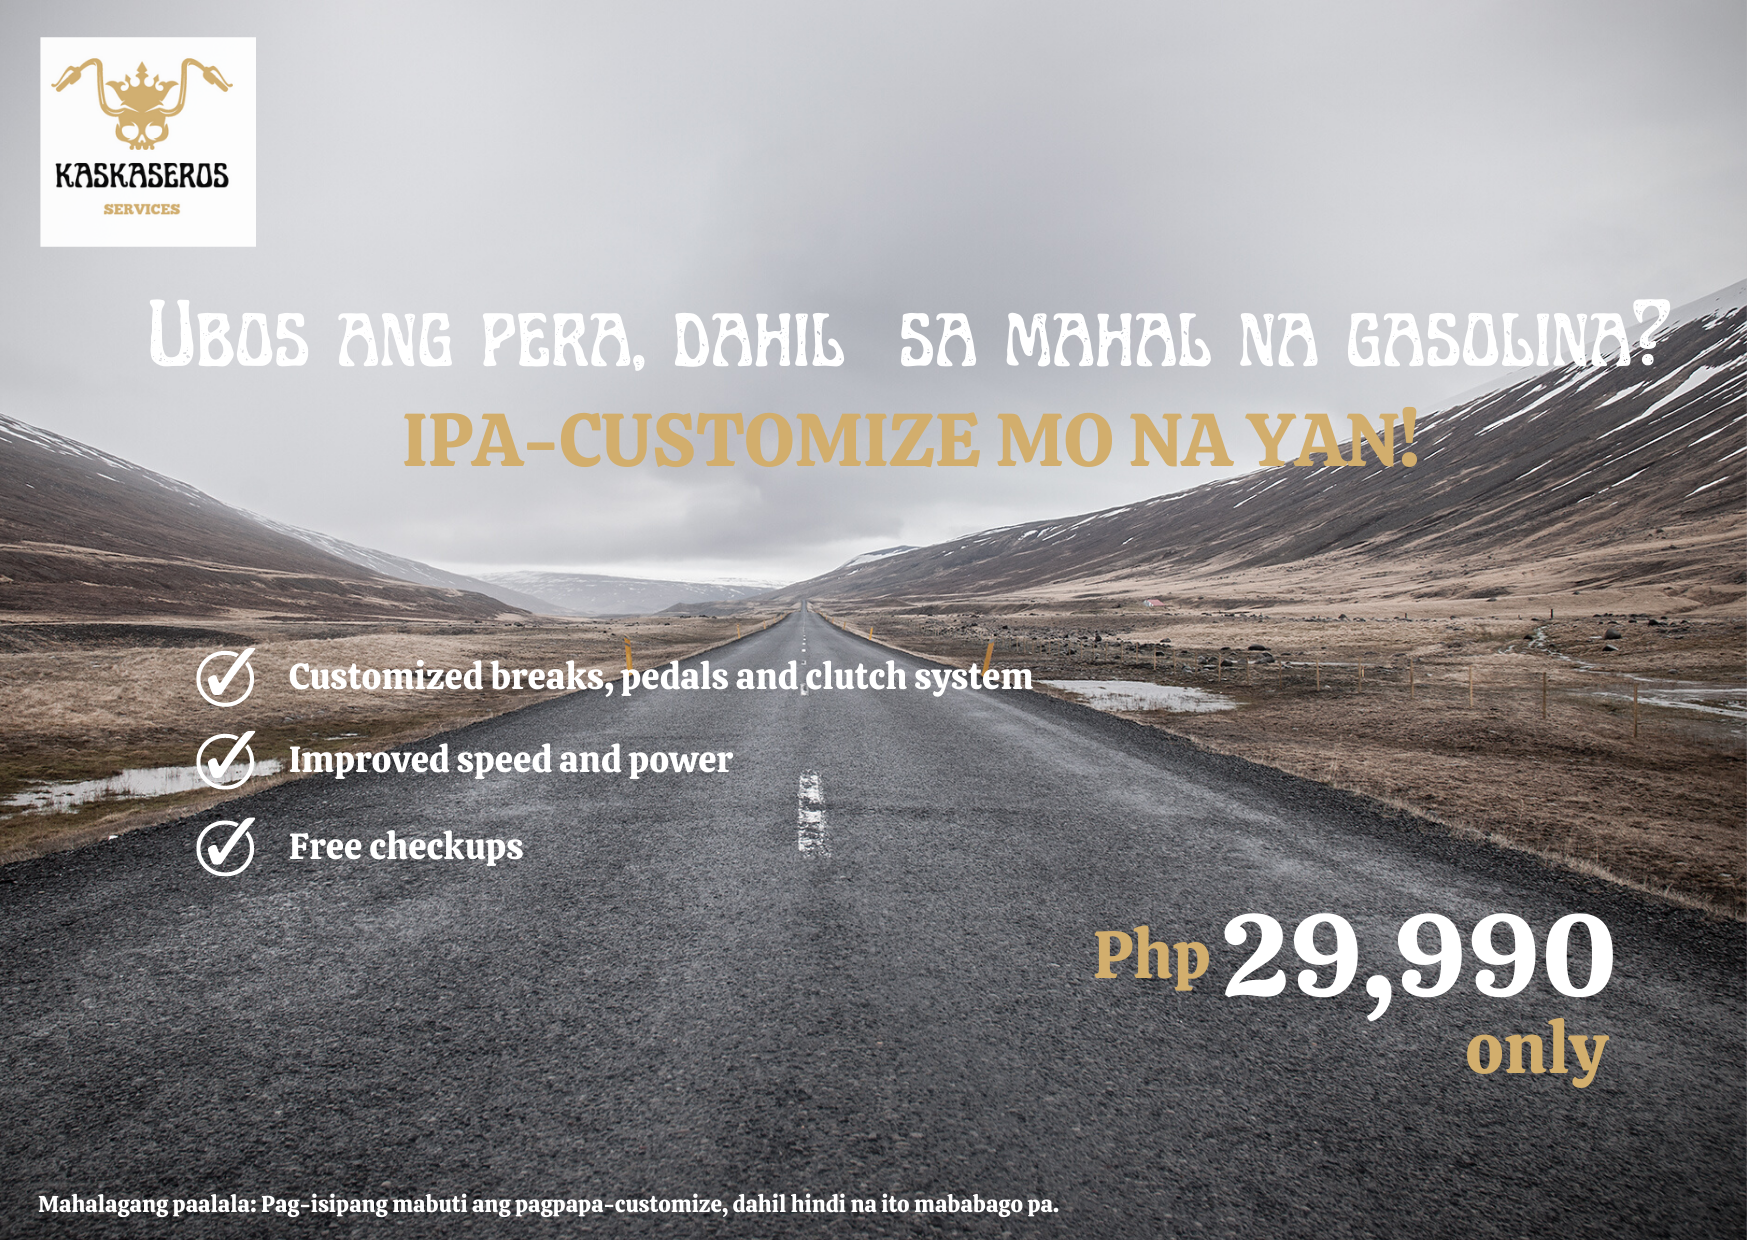 KASKASEROS
SERVICES
Ubos ang pera, dahil sa mahal na gasolina?
IPA-CUSTOMIZE MO NA YAN!
Customized breaks, pedals and clutch system
Improved speed and power
Free checkups
Php 29,990
only
Mahalagang paalala: Pag-isipang mabuti ang pagpapa-customize, dahil hindi na ito mababago pa.